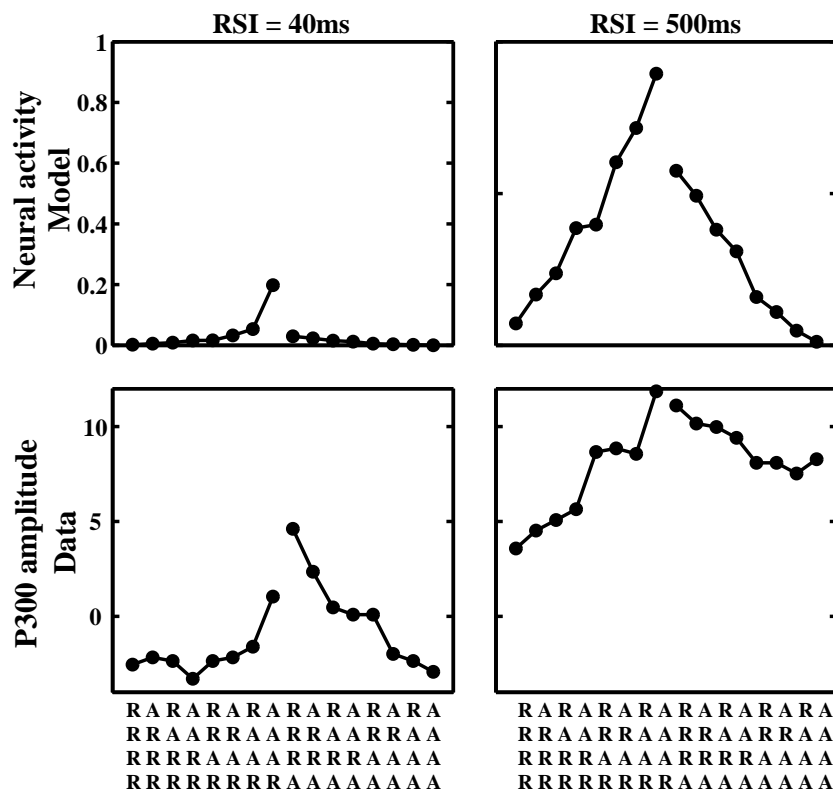 RSI = 40ms
RSI = 500ms
Neural activity
Model
1
0.8
0.6
0.4
0.2
0
P300 amplitude
Data
10
5
0
R A R A R A R A R A R A R A R A
R R A A R R A A R R A A R R A A
R R R R A A A A R R R R A A A A
R R R R R R R R A A A A A A A A
R A R A R A R A R A R A R A R A
R R A A R R A A R R A A R R A A
R R R R A A A A R R R R A A A A
R R R R R R R R A A A A A A A A